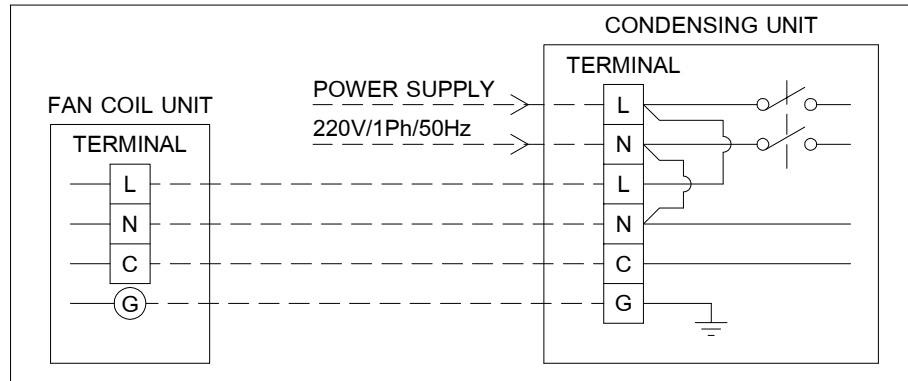 CONDENSING UNIT
TERMINAL
POWER SUPPLY
220V/1Ph/50Hz
L
N
L
N
C
G
FAN COIL UNIT
TERMINAL
L
N
C
G